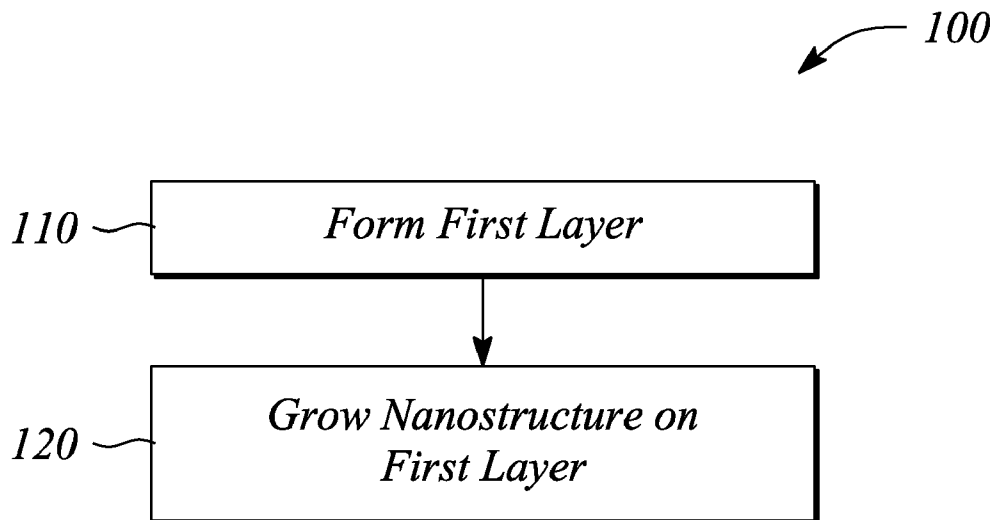 100
110
Form First Layer
120
Grow Nanostructure on
First Layer